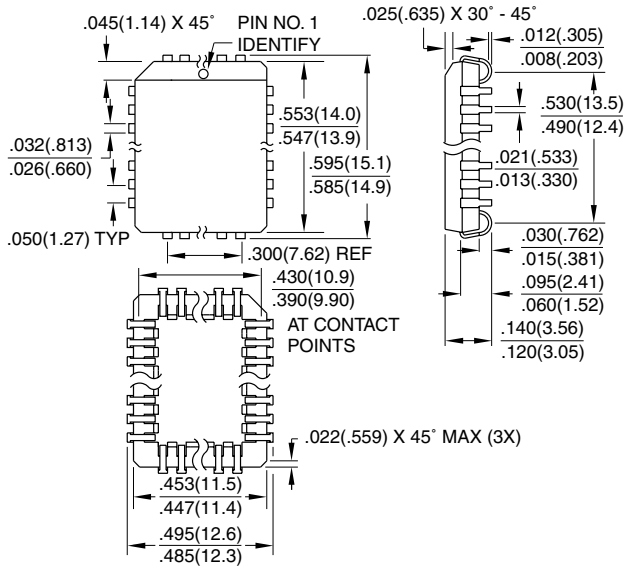 .045(1.14) X 45˚
PIN NO. 1
IDENTIFY
.025(.635) X 30˚ - 45˚
.012(.305)
.008(.203)
.553(14.0)
.547(13.9)
.530(13.5)
.490(12.4)
.032(.813)
.026(.660)
.595(15.1)
.585(14.9)
.021(.533)
.013(.330)
.050(1.27) TYP
.300(7.62) REF
.030(.762)
.015(.381)
.430(10.9)
.390(9.90)
AT CONTACT
POINTS
.095(2.41)
.060(1.52)
.140(3.56)
.120(3.05)
.022(.559) X 45˚ MAX (3X)
.453(11.5)
.447(11.4)
.495(12.6)
.485(12.3)